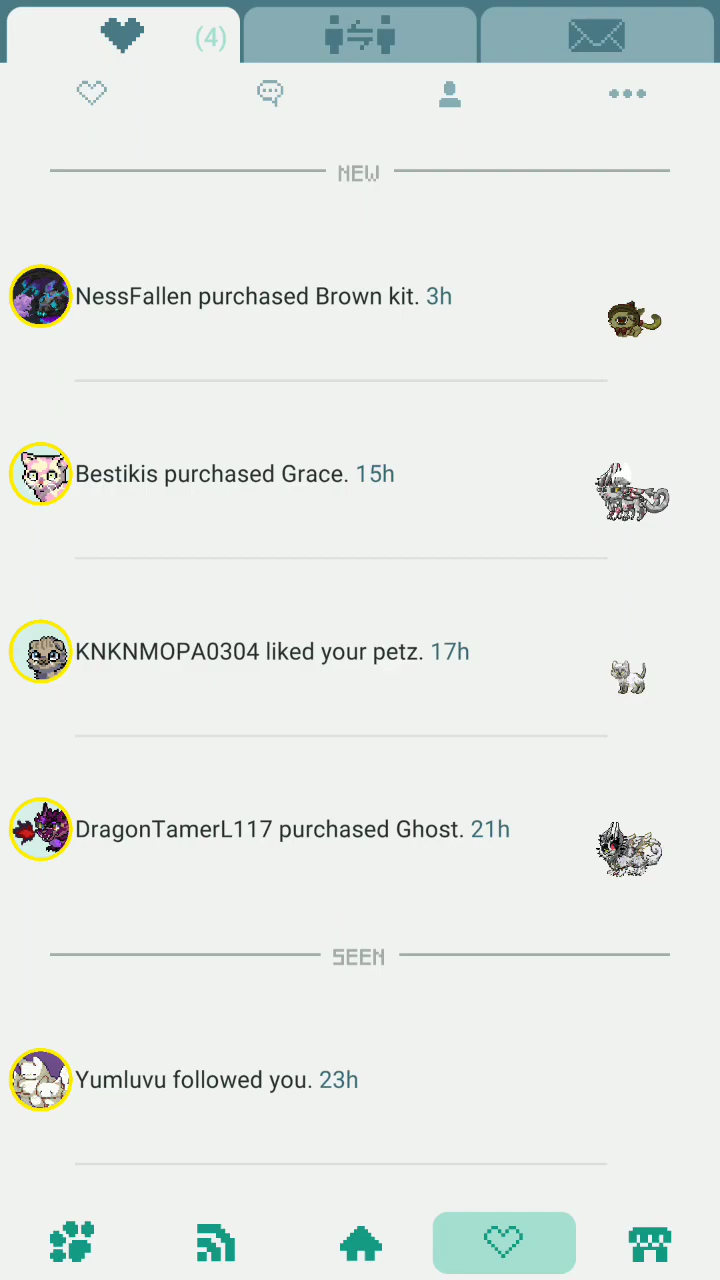 (4)
NEW
NessFallen purchased Brown kit. 3h
Bestikis purchased Grace. 15h
KNKNMOPA0304 liked your petz. 17h
DragonTamerL117 purchased Ghost. 21h
SEEN
Yumluvu followed you. 23h